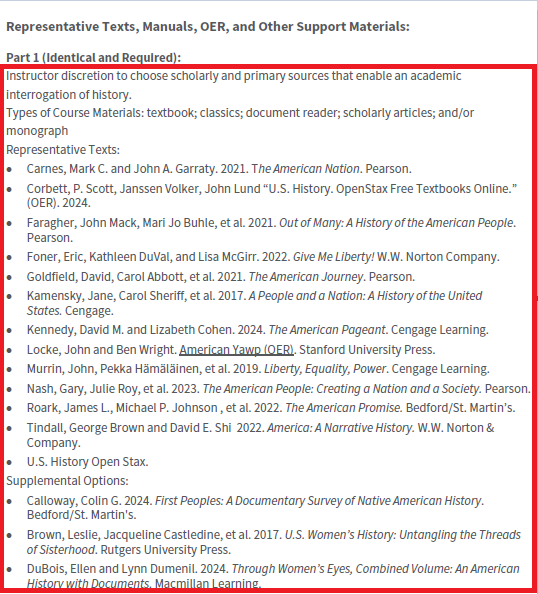 Representative Texts, Manuals, OER, and Other Support Materials:
Part 1 (Identical and Required):
Instructor discretion to choose scholarly and primary sources that enable an academic
interrogation of history.
Types of Course Materials: textbook; classics; document reader; scholarly articles; and/or
monograph
Representative Texts:
• Carnes, Mark C. and John A. Garraty. 2021. The American Nation. Pearson.
• Corbett, P. Scott, Janssen Volker, John Lund “U.S. History. OpenStax Free Textbooks Online.”
(OER). 2024.
• Faragher, John Mack, Mari Jo Buhle, et al. 2021. Out of Many: A History of the American People.
Pearson.
• Foner, Eric, Kathleen DuVal, and Lisa McGirr. 2022. Give Me Liberty! W.W. Norton Company.
• Goldfield, David, Carol Abbott, et al. 2021. The American Journey. Pearson.
• Kamensky, Jane, Carol Sheriff, et al. 2017. A People and a Nation: A History of the United
States. Cengage.
• Kennedy, David M. and Lizabeth Cohen. 2024. The American Pageant. Cengage Learning.
• Locke, John and Ben Wright. American Yawp (OER). Stanford University Press.
• Murrin, John, Pekka Hämäläinen, et al. 2019. Liberty, Equality, Power. Cengage Learning.
• Nash, Gary, Julie Roy, et al. 2023. The American People: Creating a Nation and a Society. Pearson.
• Roark, James L., Michael P. Johnson , et al. 2022. The American Promise. Bedford/St. Martin’s.
• Tindall, George Brown and David E. Shi 2022. America: A Narrative History. W.W. Norton &
Company.
• U.S. History Open Stax.
Supplemental Options:
• Calloway, Colin G. 2024. First Peoples: A Documentary Survey of Native American History.
Bedford/St. Martin's.
• Brown, Leslie, Jacqueline Castledine, et al. 2017. U.S. Women’s History: Untangling the Threads
of Sisterhood. Rutgers University Press.
• DuBois, Ellen and Lynn Dumenil. 2024. Through Women’s Eyes, Combined Volume: An American
History with Documents. Macmillan Learning.